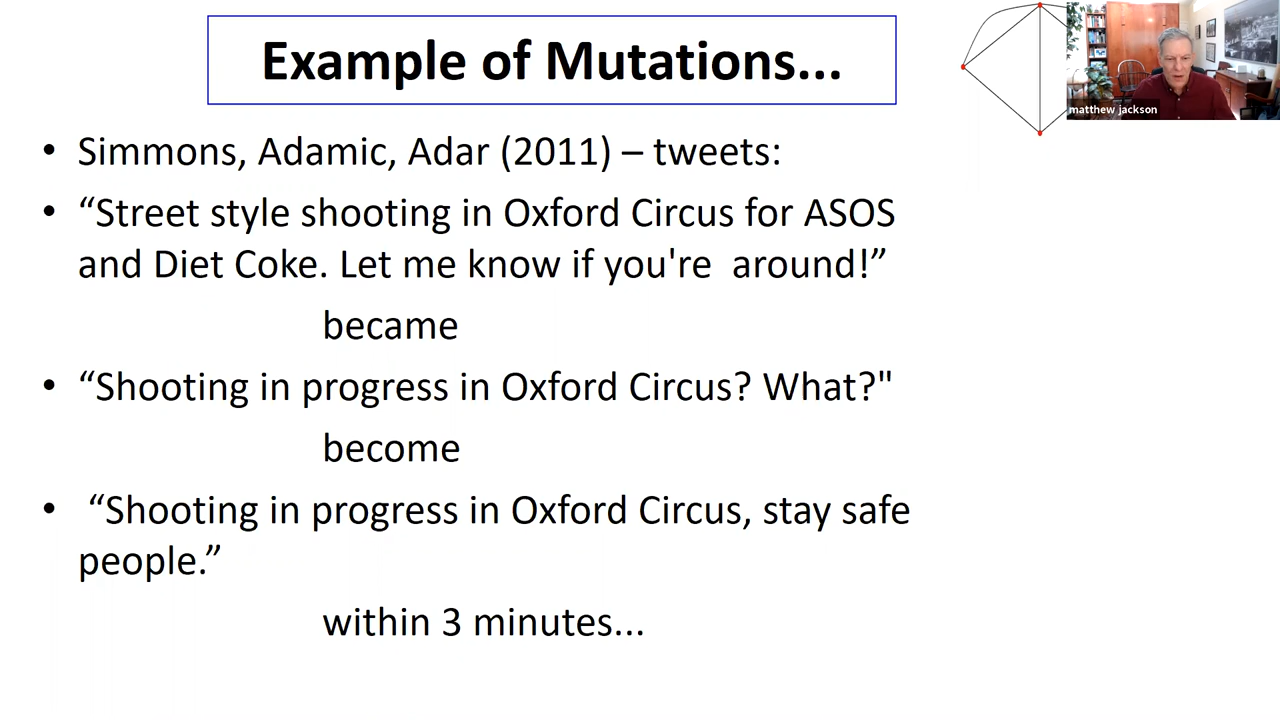 Example of Mutations...
matthew jackson
• Simmons, Adamic, Adar (2011) – tweets:
• “Street style shooting in Oxford Circus for ASOS
and Diet Coke. Let me know if you're  around!”
became
• “Shooting in progress in Oxford Circus? What?"
become
• “Shooting in progress in Oxford Circus, stay safe
people.”
within 3 minutes...